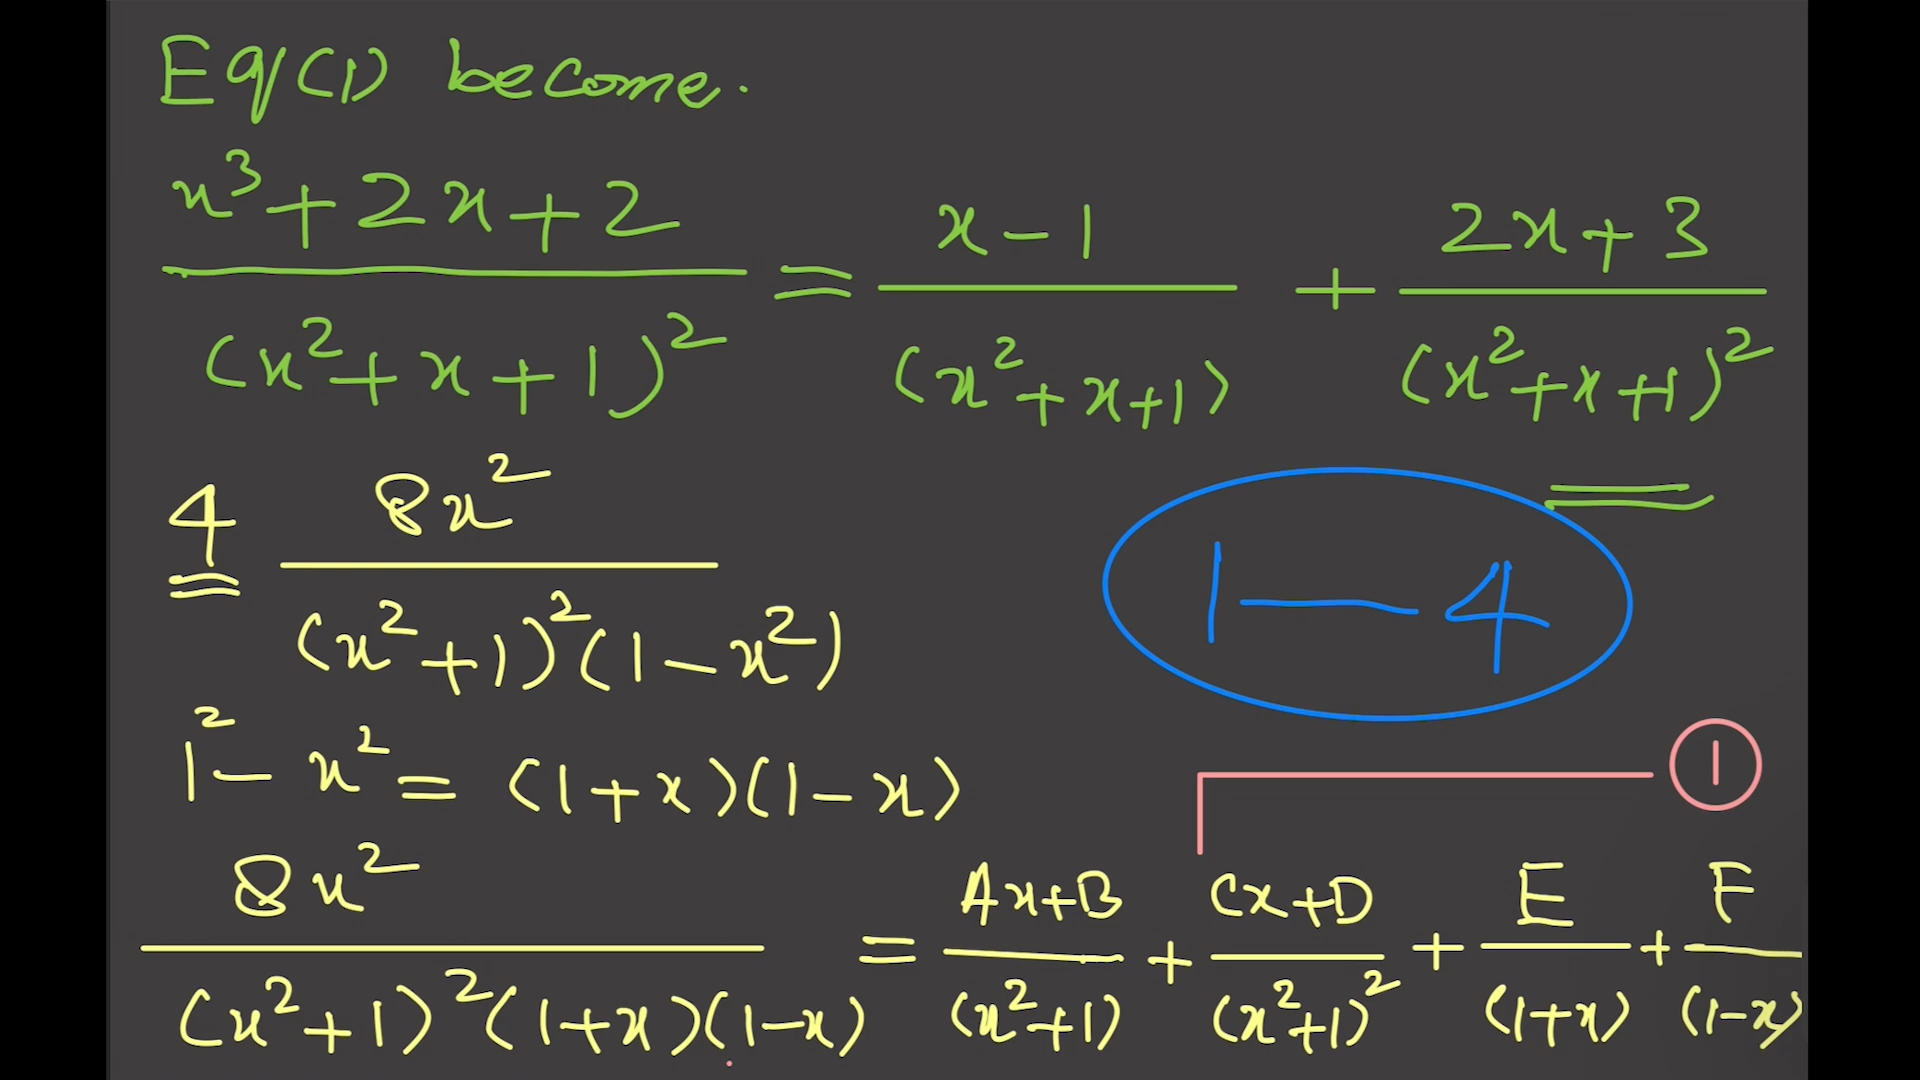 Eq(1) become.
x³+2x+2 / (x²+x+1)² = x-1 / (x²+x+1) + 2x+3 / (x²+x+1)²
4 8x² / (x²+1)²(1-x²)
1-4
1²-x² = (1+x)(1-x)
1
8x² / (x²+1)²(1+x)(1-x) = Ax+B / (x²+1) + Cx+D / (x²+1)² + E / (1+x) + F / (1-x)